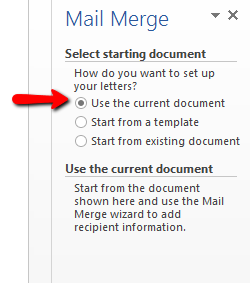 Mail Merge
Select starting document
How do you want to set up
your letters?
Use the current document
Start from a template
Start from existing document
Use the current document
Start from the document
shown here and use the Mail
Merge wizard to add
recipient information.